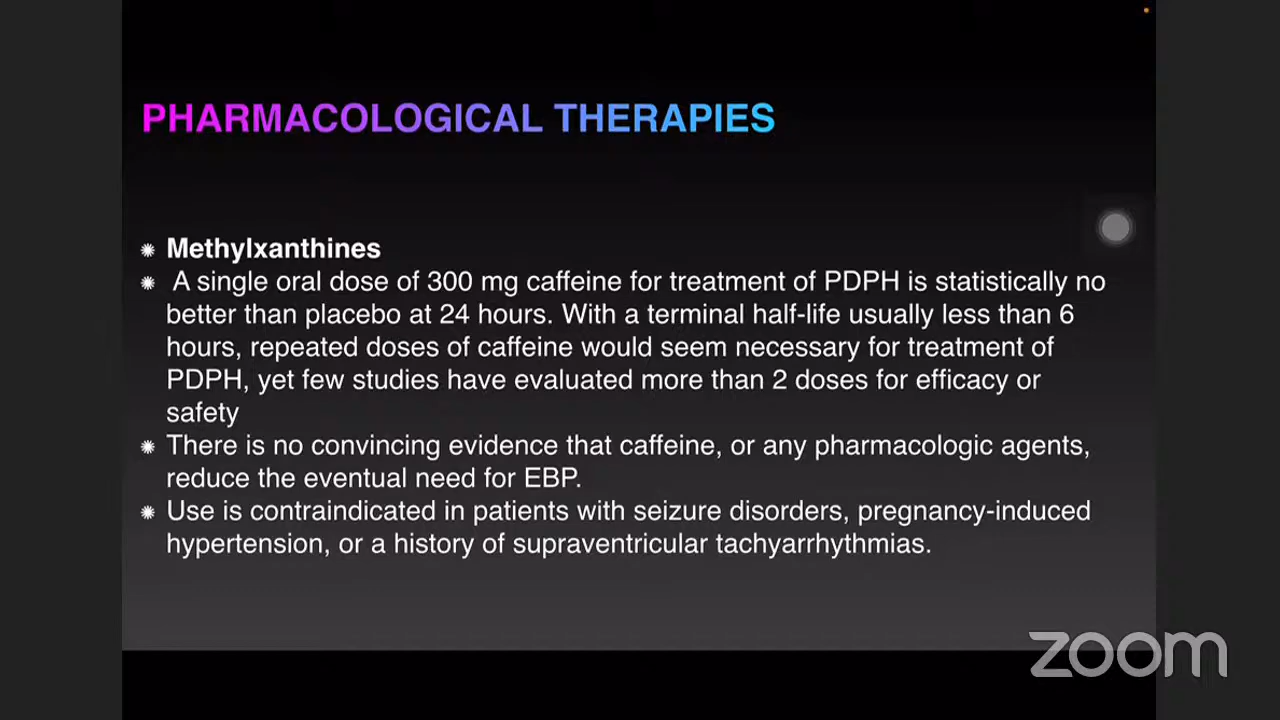 PHARMACOLOGICAL THERAPIES
Methylxanthines
A single oral dose of 300 mg caffeine for treatment of PDPH is statistically no
better than placebo at 24 hours. With a terminal half-life usually less than 6
hours, repeated doses of caffeine would seem necessary for treatment of
PDPH, yet few studies have evaluated more than 2 doses for efficacy or
safety
There is no convincing evidence that caffeine, or any pharmacologic agents,
reduce the eventual need for EBP.
Use is contraindicated in patients with seizure disorders, pregnancy-induced
hypertension, or a history of supraventricular tachyarrhythmias.
zoom